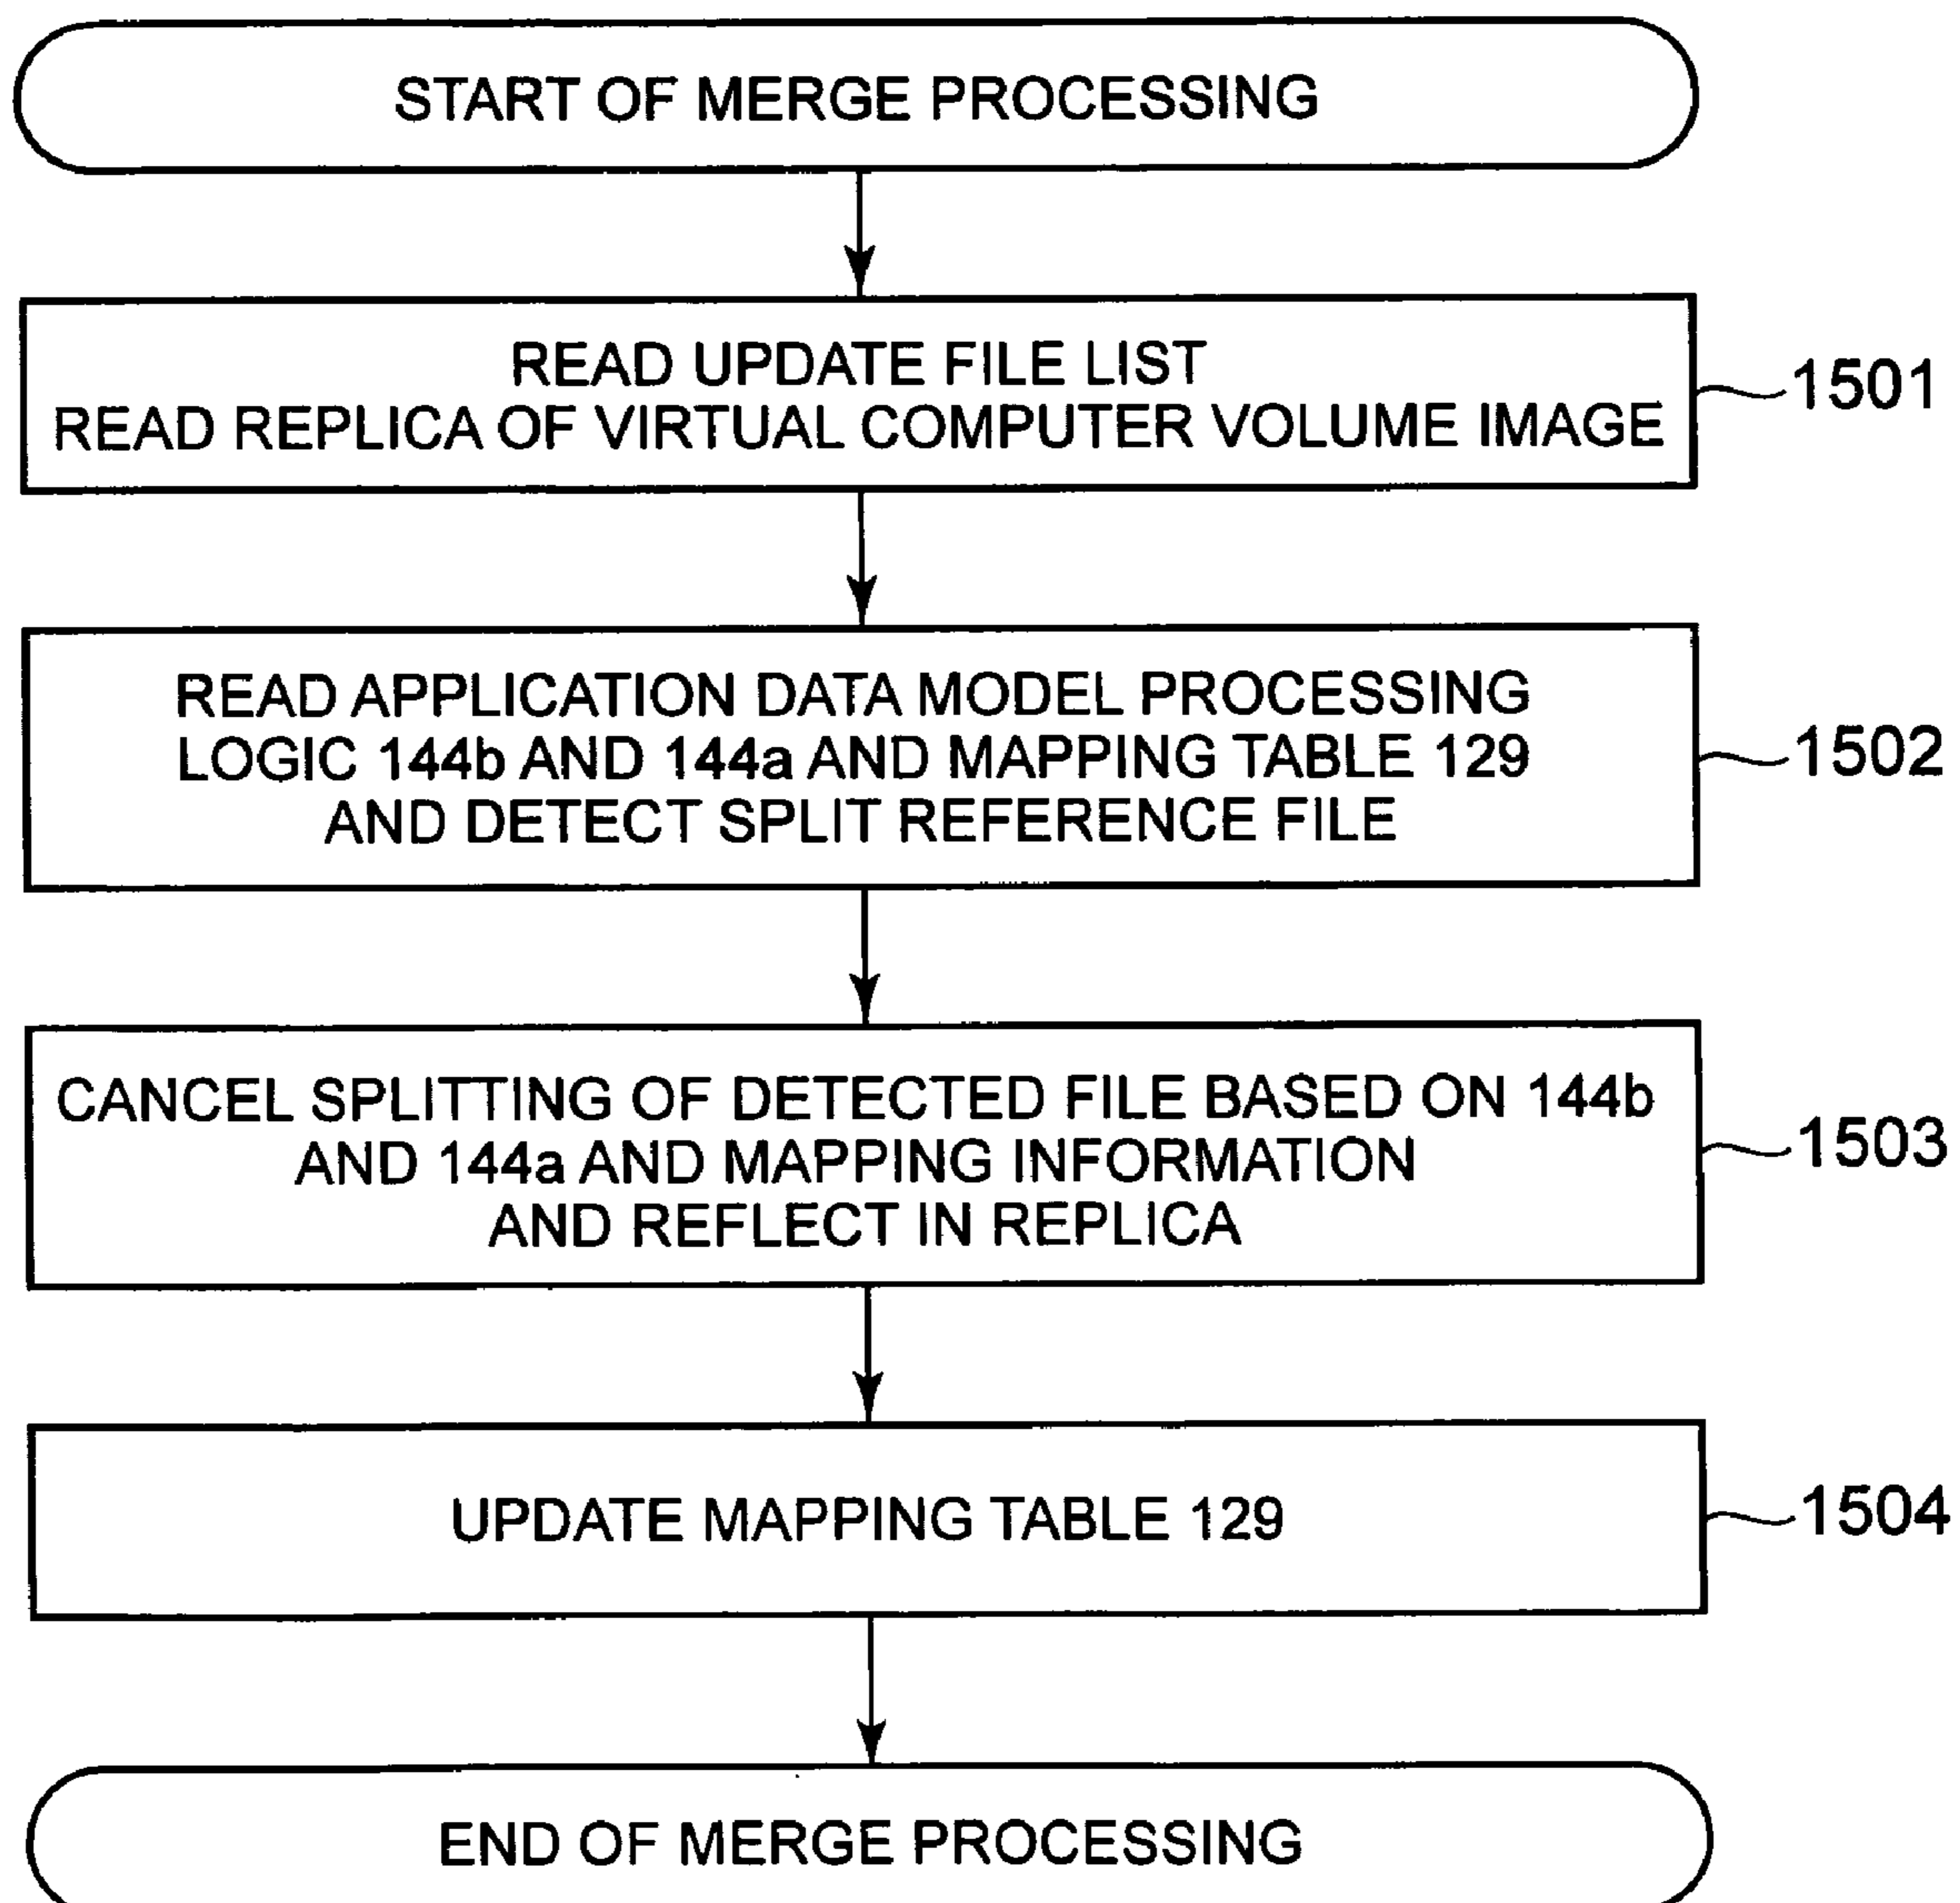 START OF MERGE PROCESSING
READ UPDATE FILE LIST
READ REPLICA OF VIRTUAL COMPUTER VOLUME IMAGE
1501
READ APPLICATION DATA MODEL PROCESSING
LOGIC 144b AND 144a AND MAPPING TABLE 129
AND DETECT SPLIT REFERENCE FILE
1502
CANCEL SPLITTING OF DETECTED FILE BASED ON 144b
AND 144a AND MAPPING INFORMATION
AND REFLECT IN REPLICA
1503
UPDATE MAPPING TABLE 129
1504
END OF MERGE PROCESSING